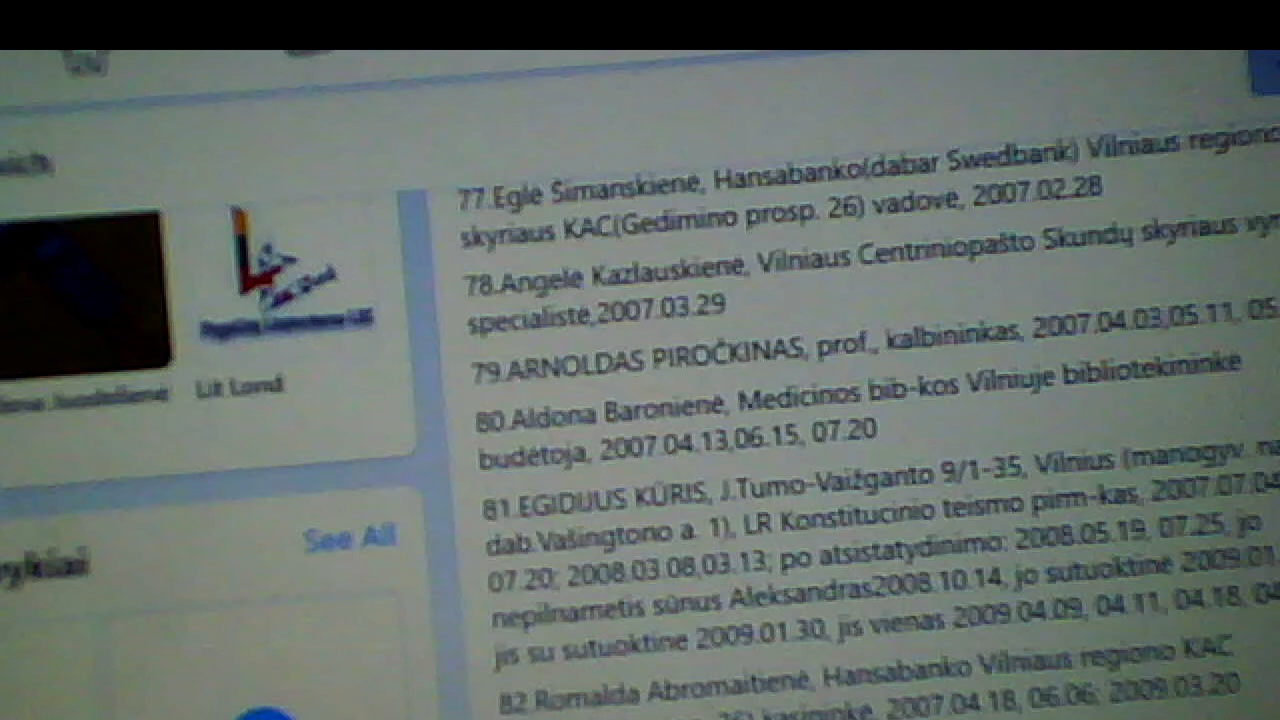 See All
77.Eglė Šimanskienė, Hansabanko(dabar Swedbank) Vilniaus regiono
skyriaus KAC(Gedimino prosp. 26) vadovė, 2007.02.28
78.Angelė Kazlauskienė, Vilniaus Centriniopašto Skundų skyriaus
specialistė,2007.03.29
79.ARNOLDAS PIROČKINAS, prof., kalbininkas, 2007.04.03,05.11, 05
80.Aldona Baronienė, Medicinos bib-kos Vilniuje bibliotekininkė
budėtoja, 2007.04.13,06.15, 07.20
81.EGIDIJUS KŪRIS, J.Tumo-Vaižganto 9/1-35, Vilnius (manogyv.
dab.Vašingtono a. 1), LR Konstitucinio teismo pirm-kas, 2007.07.04
07.20; 2008.03.08,03.13; po atsistatydinimo: 2008.05.19, 07.25, jo
nepilnametis sūnus Aleksandras2008.10.14, jo sutuoktinė 2009.01
jis su sutuoktine 2009.01.30, jis vienas 2009.04.09, 04.11, 04.18, 04
82.Romalda Abromaitienė, Hansabanko Vilniaus regiono KAC
26) kasininkė, 2007.04.18, 06.06; 2009.03.20
Lit Lond